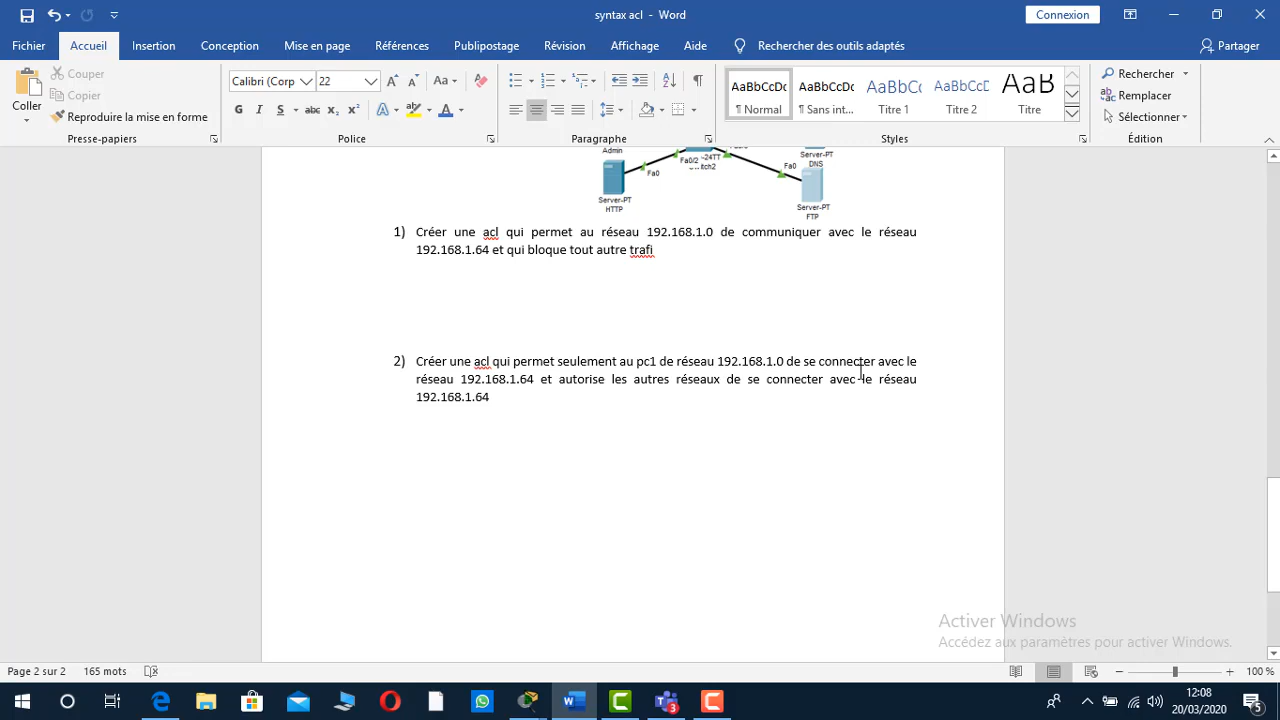 syntax acl - Word
Connexion
Fichier Accueil Insertion Conception Mise en page Références Publipostage Révision Affichage Aide Rechercher des outils adaptés Partager
Coller
Couper
Copier
Reproduire la mise en forme
Presse-papiers
Calibri (Corp 22
Police
Paragraphe
AaBbCcDc AaBbCcDc AaBbCc AaBbCcD AaB
¶ Normal ¶ Sans int... Titre 1 Titre 2 Titre
Styles
Rechercher
Remplacer
Sélectionner
Édition
Admin
Fa0/2
Fa0
Fa0
Server-PT
DNS
Server-PT
HTTP
Server-PT
FTP
1) Créer une acl qui permet au réseau 192.168.1.0 de communiquer avec le réseau
192.168.1.64 et qui bloque tout autre trafi
2) Créer une acl qui permet seulement au pc1 de réseau 192.168.1.0 de se connecter avec le
réseau 192.168.1.64 et autorise les autres réseaux de se connecter avec le réseau
192.168.1.64
Activer Windows
Accédez aux paramètres pour activer Windows.
Page 2 sur 2 165 mots
100 %
12:08
20/03/2020